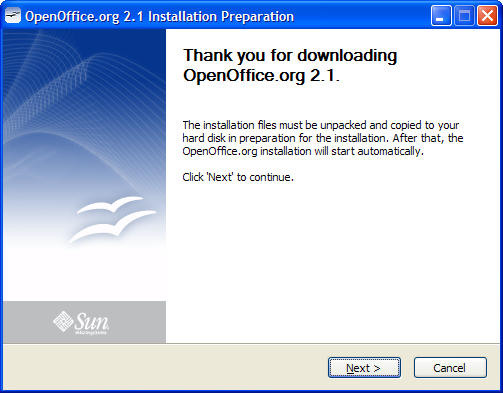 OpenOffice.org 2.1 Installation Preparation
Thank you for downloading
OpenOffice.org 2.1.
The installation files must be unpacked and copied to your
hard disk in preparation for the installation. After that, the
OpenOffice.org installation will start automatically.
Click 'Next' to continue.
Sun
microsystems
Next >
Cancel